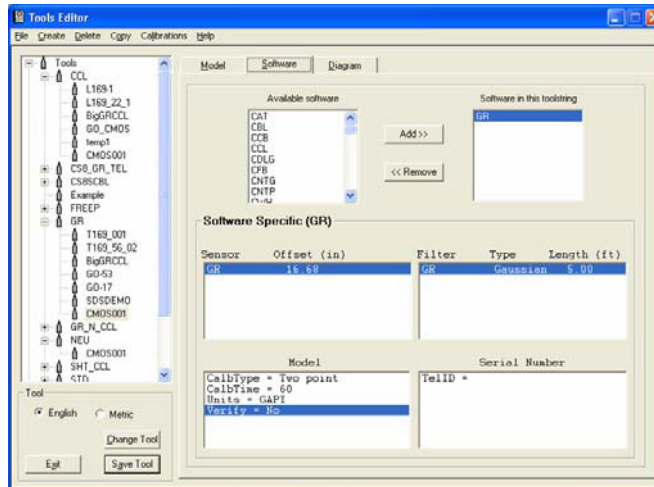 Tools Editor
File Create Delete Copy Calibrations Help
Tools
CCL
L169-1
L169_22_1
BigGRCCL
GO_CMOS
temp1
CMOS001
CS8_GR_TEL
CS8SCBL
Example
FREEP
GR
T169_001
T169_56_02
BigGRCCL
GO-53
GO-17
SDSDEMO
CMOS001
GR_N_CCL
NEU
CMOS001
SHT_CCL
STD
Tool
English Metric
Change Tool
Exit Save Tool
Model Software Diagram
Available software
CAT
CBL
CCB
CCL
CDLG
CFB
CNTG
CNTP
Add >>
<< Remove
Software in this toolstring
GR
Software Specific (GR)
Sensor Offset (in)
GR 16.68
Filter Type Length (ft)
GR Gaussian 5.00
Model
CalbType = Two point
CalbTime = 60
Units = GAPI
Verify = No
Serial Number
TelID =